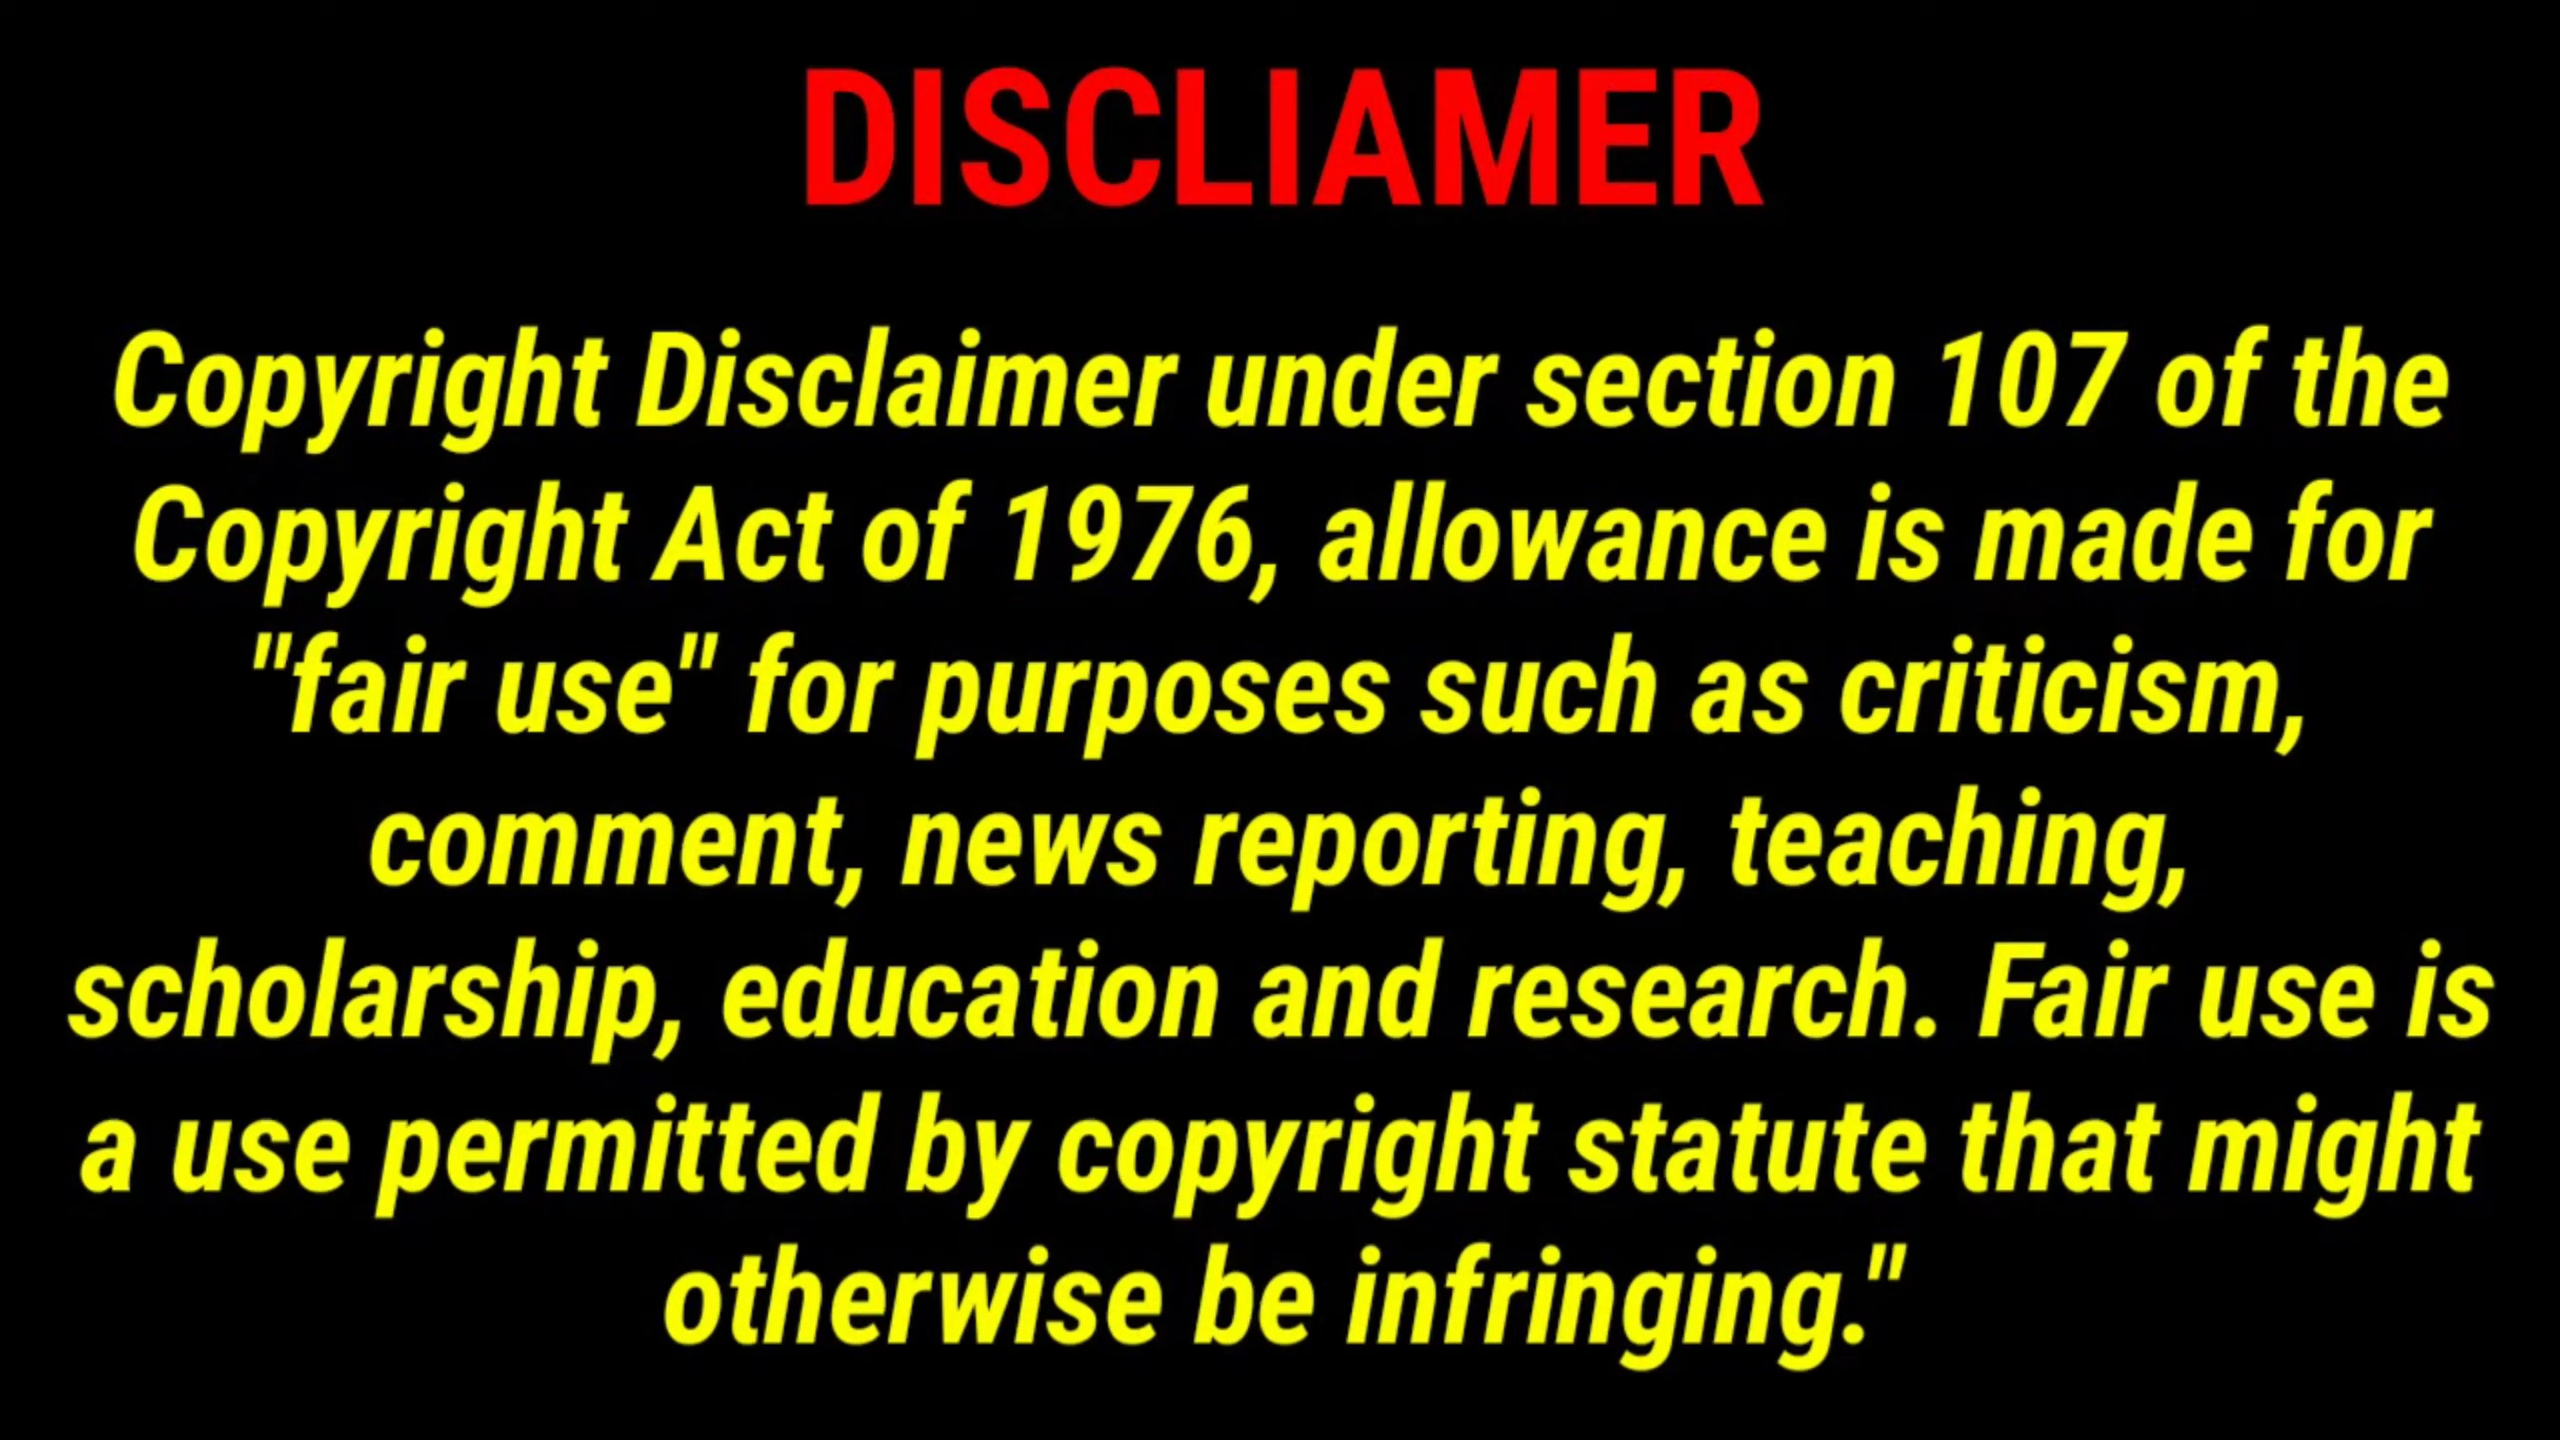 DISCLIAMER
Copyright Disclaimer under section 107 of the
Copyright Act of 1976, allowance is made for
"fair use" for purposes such as criticism,
comment, news reporting, teaching,
scholarship, education and research. Fair use is
a use permitted by copyright statute that might
otherwise be infringing."